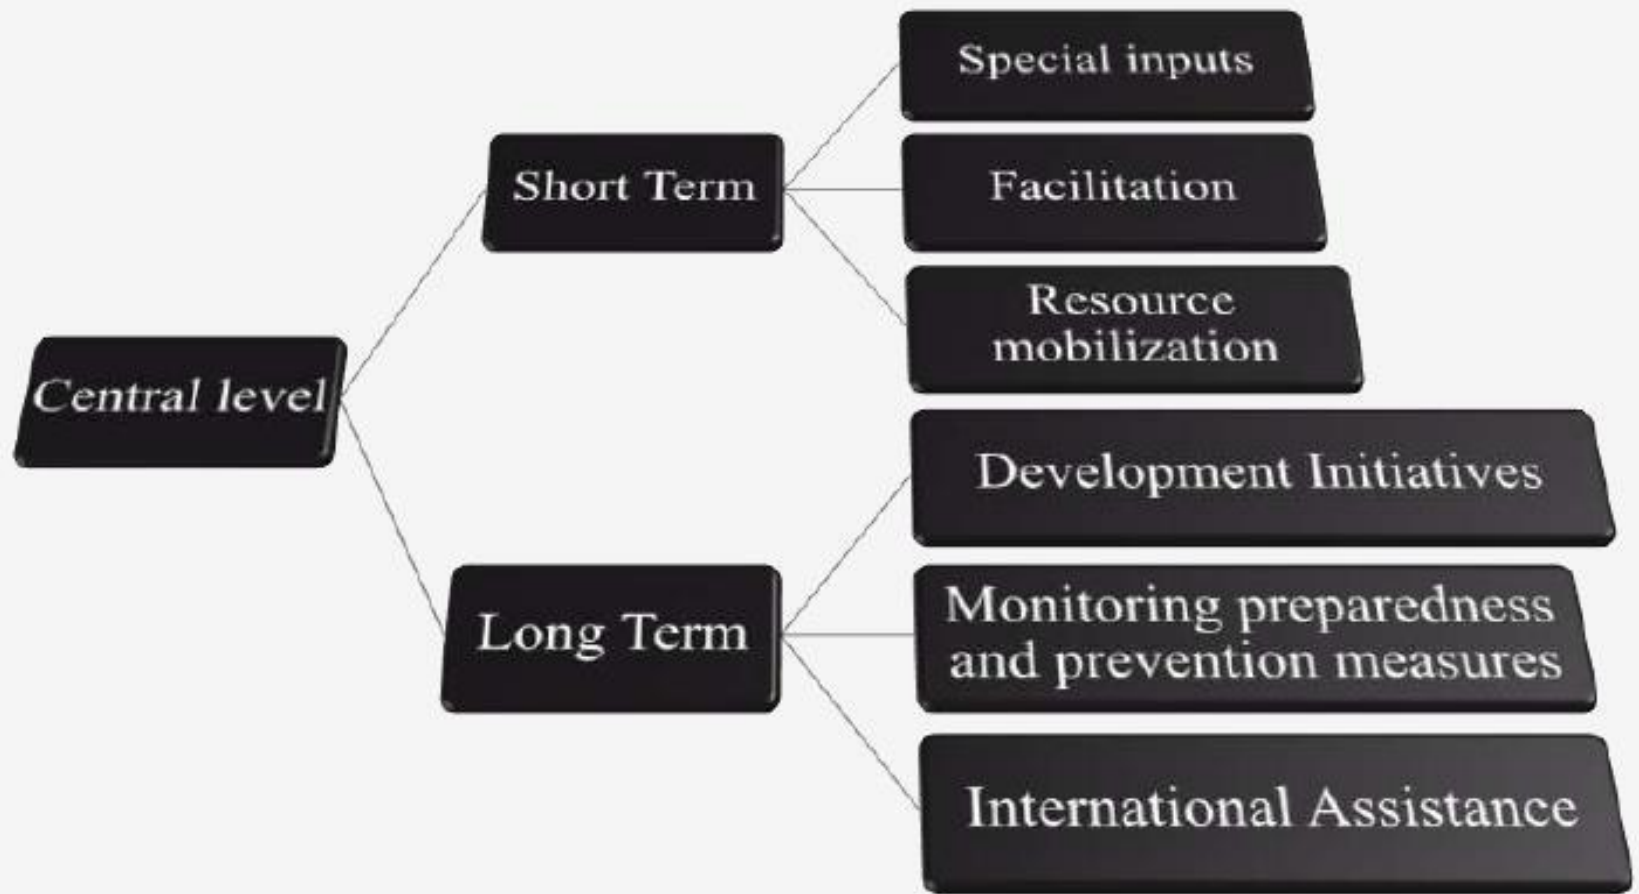 Central level
Short Term
Special inputs
Facilitation
Resource
mobilization
Long Term
Development Initiatives
Monitoring preparedness
and prevention measures
International Assistance